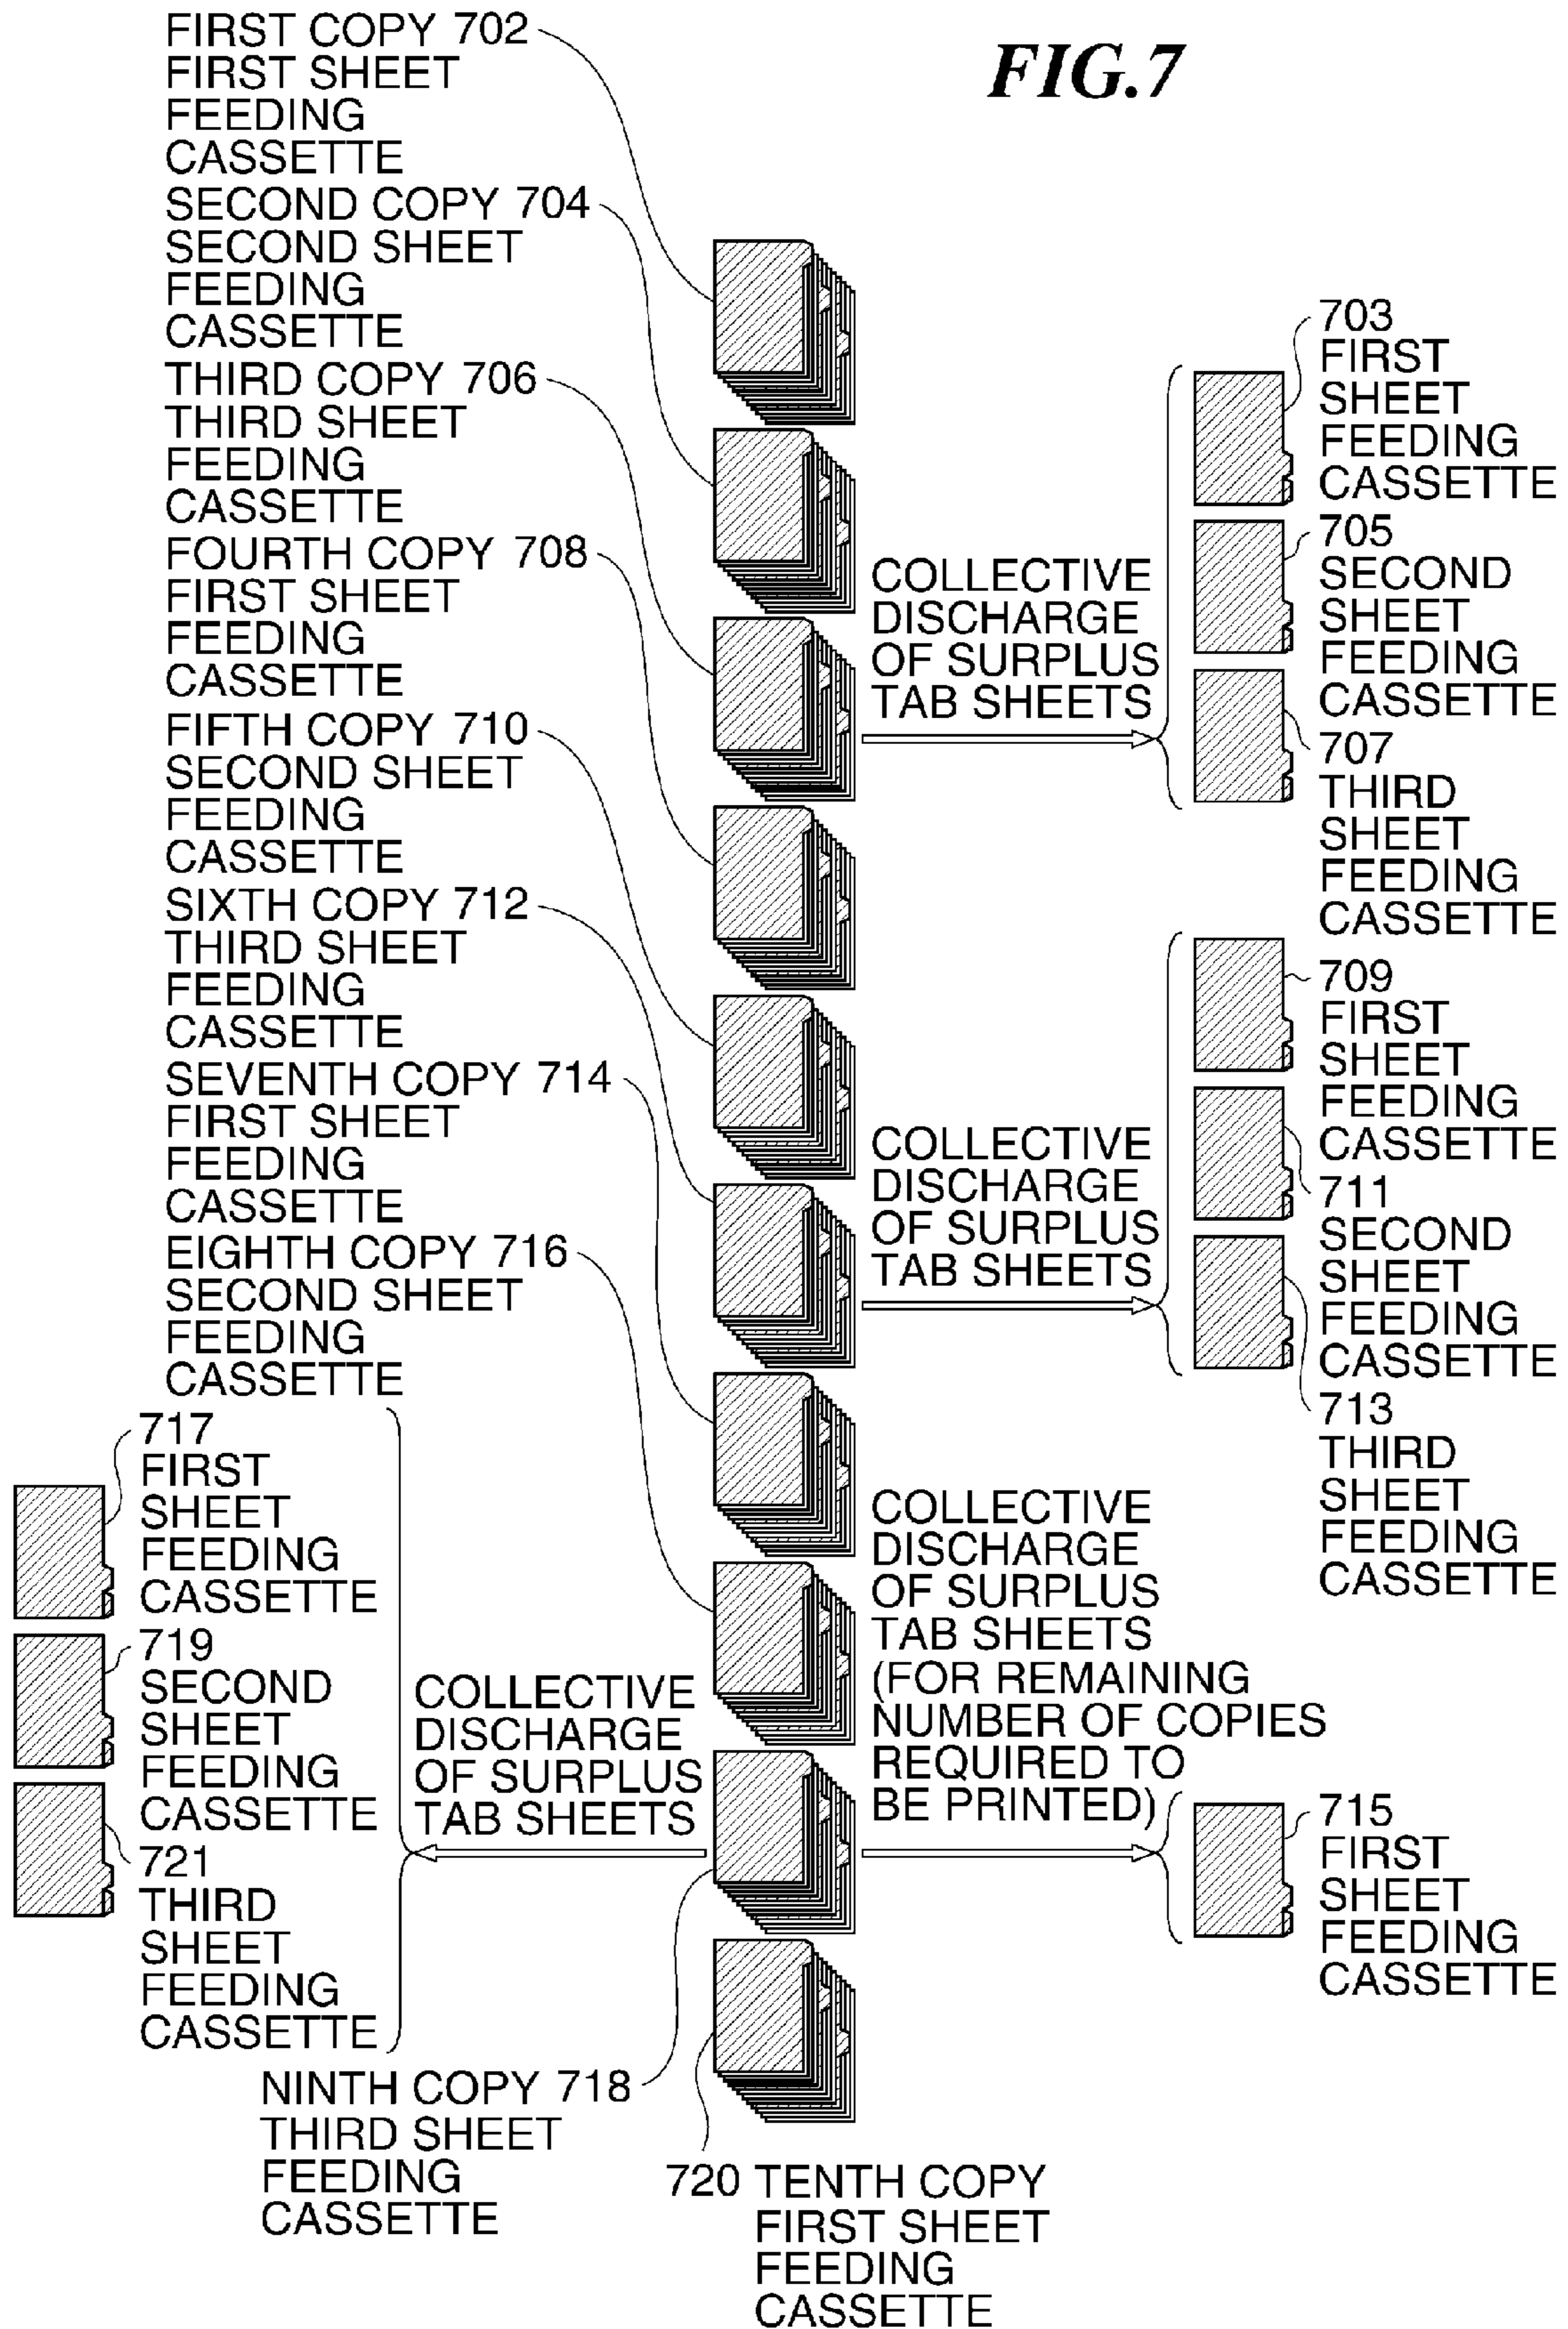 FIG.7
FIRST COPY 702
FIRST SHEET
FEEDING
CASSETTE
SECOND COPY 704
SECOND SHEET
FEEDING
CASSETTE
THIRD COPY 706
THIRD SHEET
FEEDING
CASSETTE
FOURTH COPY 708
FIRST SHEET
FEEDING
CASSETTE
FIFTH COPY 710
SECOND SHEET
FEEDING
CASSETTE
SIXTH COPY 712
THIRD SHEET
FEEDING
CASSETTE
SEVENTH COPY 714
FIRST SHEET
FEEDING
CASSETTE
EIGHTH COPY 716
SECOND SHEET
FEEDING
CASSETTE
COLLECTIVE
DISCHARGE
OF SURPLUS
TAB SHEETS
703
FIRST
SHEET
FEEDING
CASSETTE
705
SECOND
SHEET
FEEDING
CASSETTE
707
THIRD
SHEET
FEEDING
CASSETTE
COLLECTIVE
DISCHARGE
OF SURPLUS
TAB SHEETS
709
FIRST
SHEET
FEEDING
CASSETTE
711
SECOND
SHEET
FEEDING
CASSETTE
713
THIRD
SHEET
FEEDING
CASSETTE
717
FIRST
SHEET
FEEDING
CASSETTE
719
SECOND
SHEET
FEEDING
CASSETTE
721
THIRD
SHEET
FEEDING
CASSETTE
COLLECTIVE
DISCHARGE
OF SURPLUS
TAB SHEETS
COLLECTIVE
DISCHARGE
OF SURPLUS
TAB SHEETS
(FOR REMAINING
NUMBER OF COPIES
REQUIRED TO
BE PRINTED)
715
FIRST
SHEET
FEEDING
CASSETTE
NINTH COPY 718
THIRD SHEET
FEEDING
CASSETTE
720 TENTH COPY
FIRST SHEET
FEEDING
CASSETTE